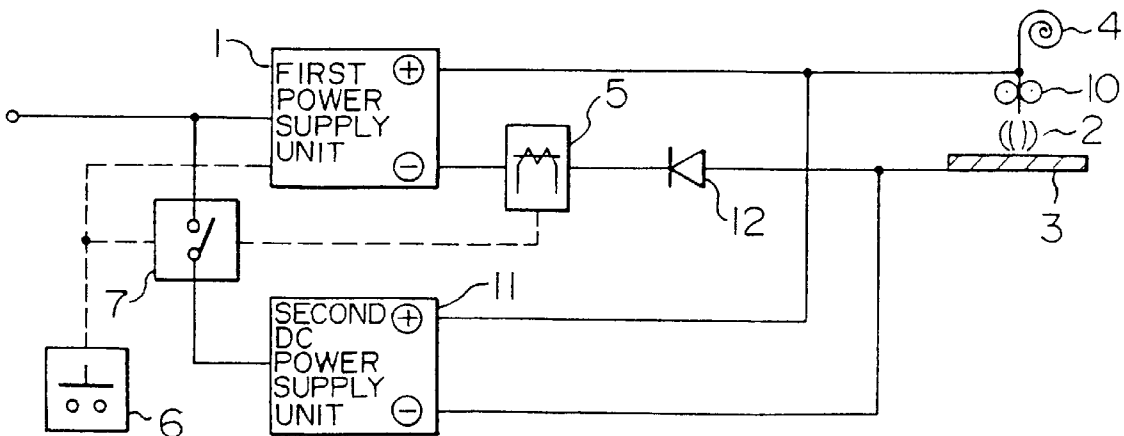 1
FIRST
POWER
SUPPLY
UNIT
+
−
5
4
10
2
3
12
7
6
11
SECOND
DC
POWER
SUPPLY
UNIT
+
−